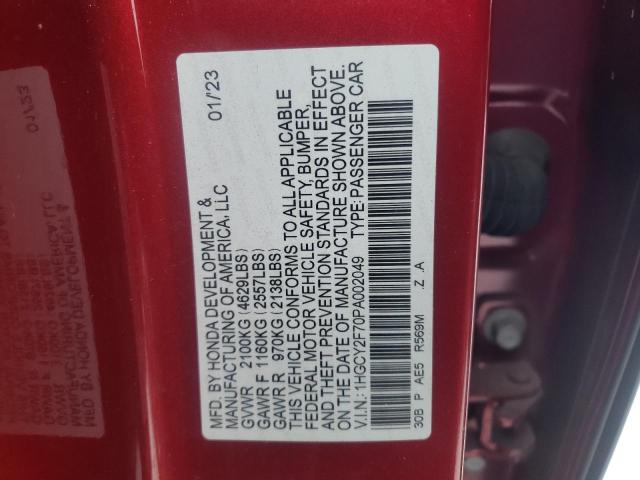 MFD. BY HONDA DEVELOPMENT &
MANUFACTURING OF AMERICA, LLC 01/'23
GVWR 2100KG (4629LBS)
GAWR F 1160KG (2557LBS)
GAWR R 970KG (2138LBS)
THIS VEHICLE CONFORMS TO ALL APPLICABLE
FEDERAL MOTOR VEHICLE SAFETY, BUMPER,
AND THEFT PREVENTION STANDARDS IN EFFECT
ON THE DATE OF MANUFACTURE SHOWN ABOVE.
V.I.N.: 1HGCY2F70PA002049 TYPE: PASSENGER CAR
30B P AE5 R569M .Z .A